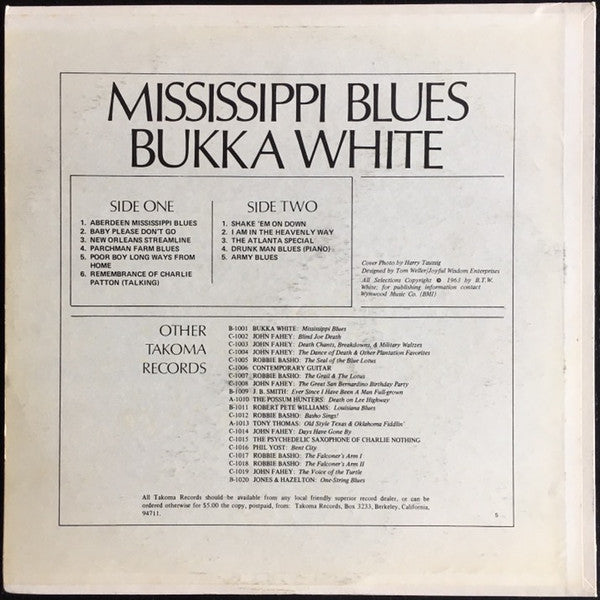 MISSISSIPPI BLUES
BUKKA WHITE
SIDE ONE
1. ABERDEEN MISSISSIPPI BLUES
2. BABY PLEASE DON'T GO
3. NEW ORLEANS STREAMLINE
4. PARCHMAN FARM BLUES
5. POOR BOY LONG WAYS FROM
HOME
6. REMEMBRANCE OF CHARLIE
PATTON (TALKING)
SIDE TWO
1. SHAKE 'EM ON DOWN
2. I AM IN THE HEAVENLY WAY
3. THE ATLANTA SPECIAL
4. DRUNK MAN BLUES (PIANO)
5. ARMY BLUES
Cover Photo by Harry Taussig
Designed by Tom Weller/Joyful Wisdom Enterprises
All Selections Copyright © 1963 by B.T.W.
White; for publishing information contact
Wynwood Music Co. (BMI)
OTHER
TAKOMA
RECORDS
B-1001 BUKKA WHITE: Mississippi Blues
C-1002 JOHN FAHEY: Blind Joe Death
C-1003 JOHN FAHEY: Death Chants, Breakdowns, & Military Waltzes
C-1004 JOHN FAHEY: The Dance of Death & Other Plantation Favorites
C-1005 ROBBIE BASHO: The Seal of the Blue Lotus
C-1006 CONTEMPORARY GUITAR
C-1007 ROBBIE BASHO: The Grail & The Lotus
C-1008 JOHN FAHEY: The Great San Bernardino Birthday Party
B-1009 J. B. SMITH: Ever Since I Have Been A Man Full-grown
A-1010 THE POSSUM HUNTERS: Death on Lee Highway
B-1011 ROBERT PETE WILLIAMS: Louisiana Blues
C-1012 ROBBIE BASHO: Basho Sings!
A-1013 TONY THOMAS: Old Style Texas & Oklahoma Fiddlin'
C-1014 JOHN FAHEY: Days Have Gone By
C-1015 THE PSYCHEDELIC SAXOPHONE OF CHARLIE NOTHING
C-1016 PHIL YOST: Bent City
C-1017 ROBBIE BASHO: The Falconer's Arm I
C-1018 ROBBIE BASHO: The Falconer's Arm II
C-1019 JOHN FAHEY: The Voice of the Turtle
B-1020 JONES & HAZELTON: One-String Blues
All Takoma Records should be available from any local friendly superior record dealer, or can be
ordered otherwise for $5.00 the copy, postpaid, from: Takoma Records, Box 3233, Berkeley, California,
94711.
5